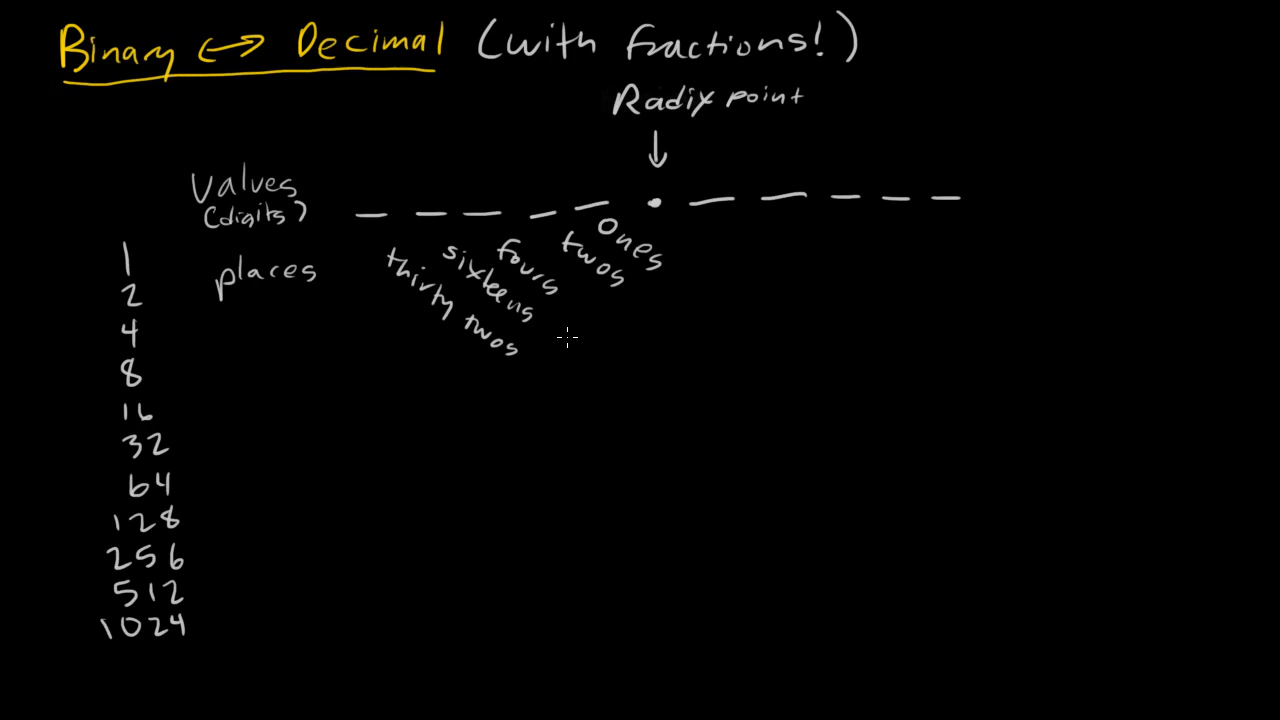 Binary ↔ Decimal (with fractions!)
Radix point
↓
Values
(digits)
— — — — — . — — — — —
places
thirty twos
sixteens
fours
twos
ones
1
2
4
8
16
32
64
128
256
512
1024